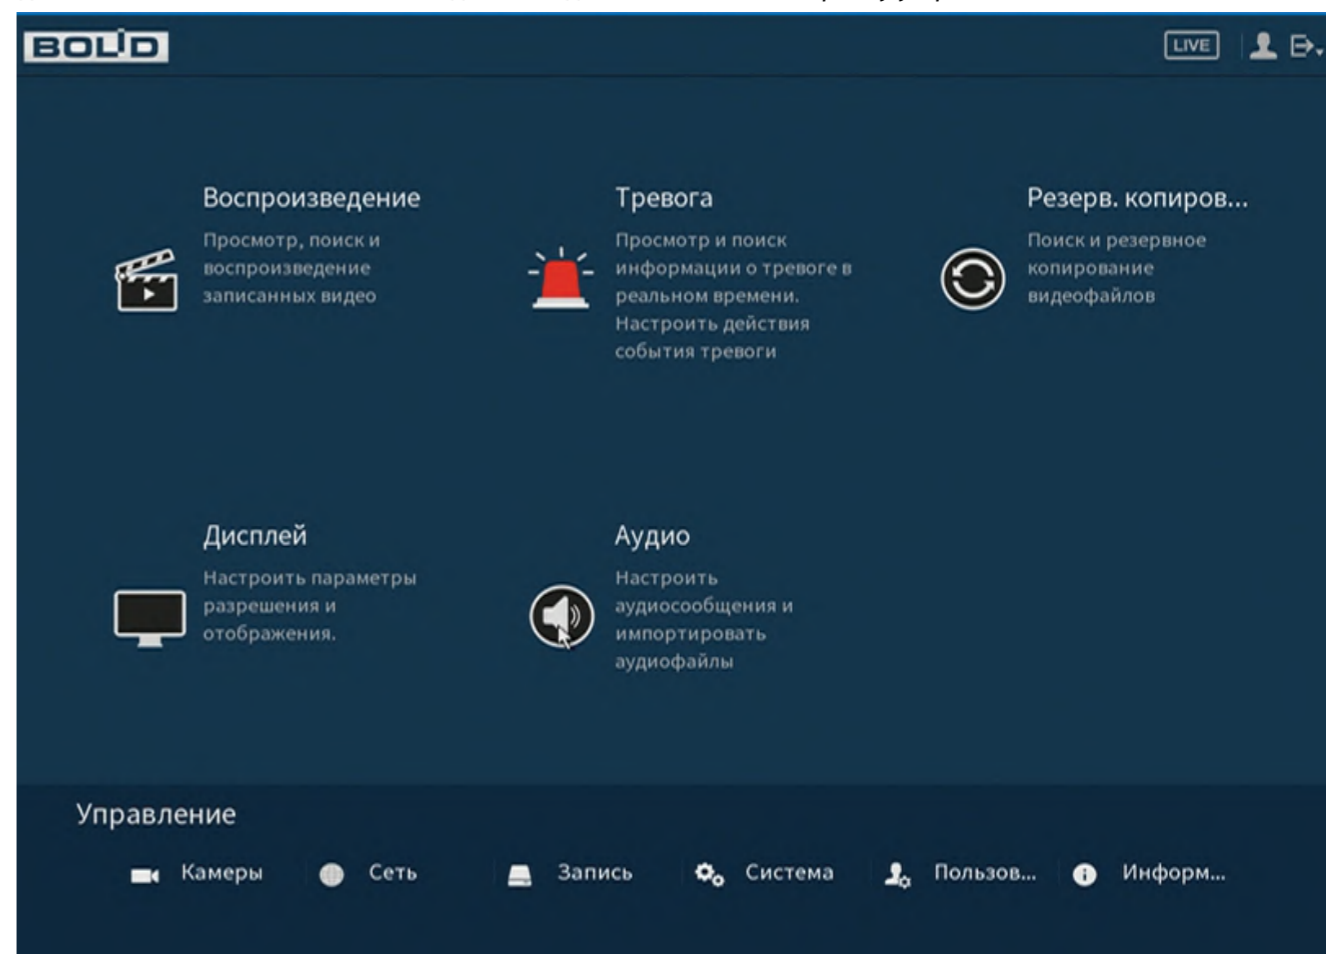 BOLID
LIVE
Воспроизведение
Просмотр, поиск и
воспроизведение
записанных видео
Тревога
Просмотр и поиск
информации о тревоге в
реальном времени.
Настроить действия
события тревоги
Резерв. копиров...
Поиск и резервное
копирование
видеофайлов
Дисплей
Настроить параметры
разрешения и
отображения.
Аудио
Настроить
аудиосообщения и
импортировать
аудиофайлы
Управление
Камеры
Сеть
Запись
Система
Пользов...
Информ...